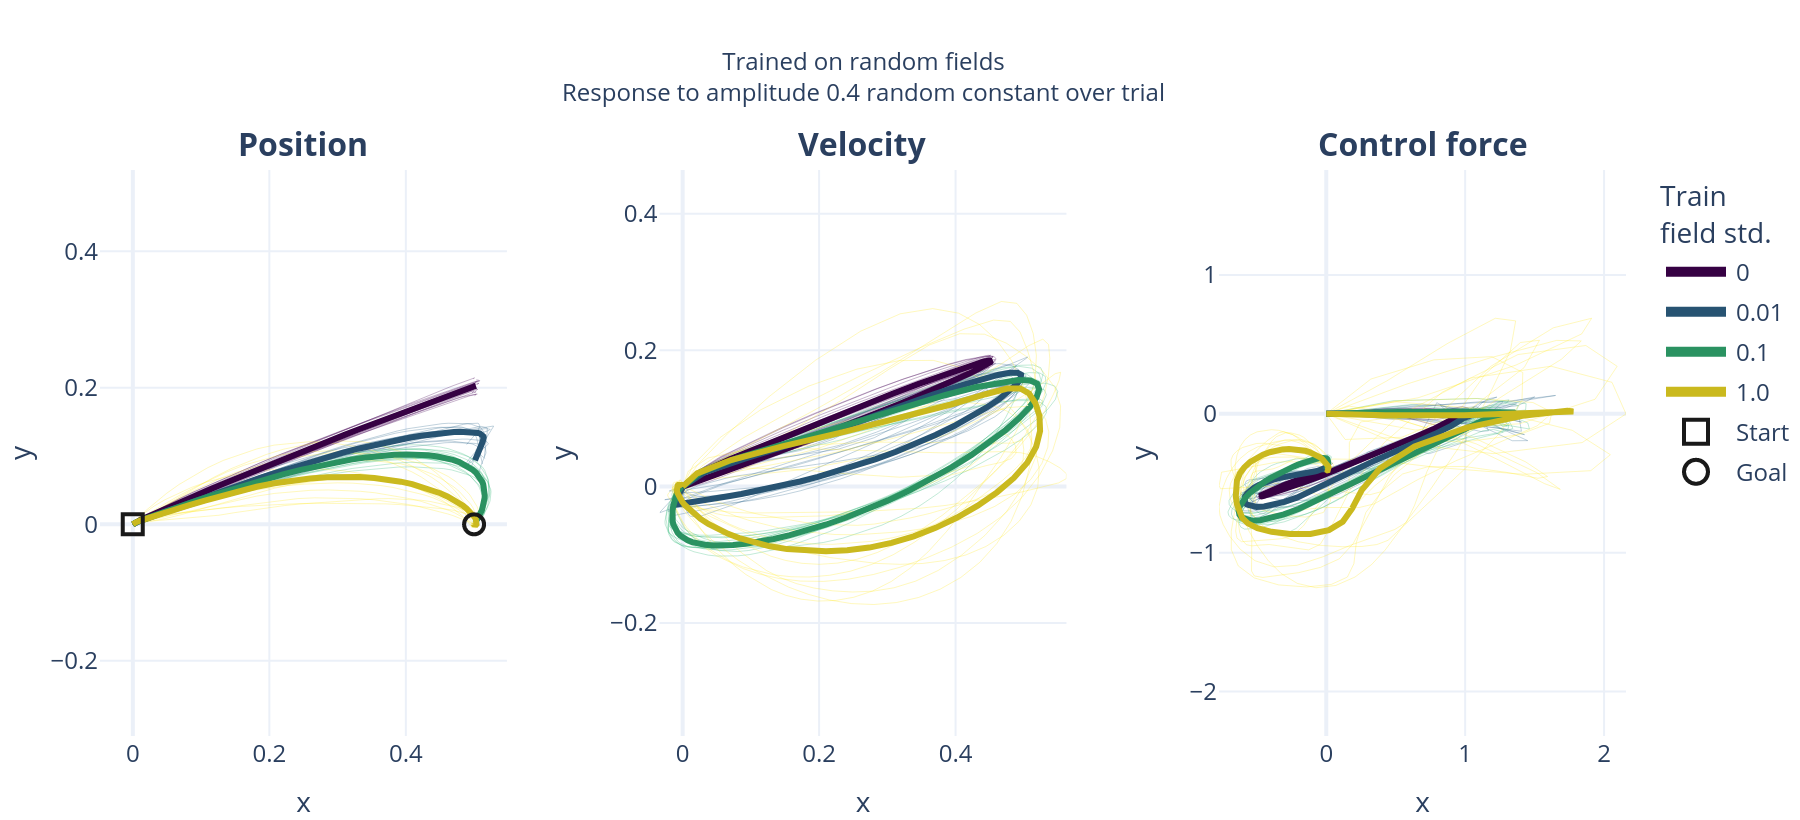 Trained on random fields
Response to amplitude 0.4 random constant over trial
Position
Velocity
Control force
y
0.4
0.2
0
−0.2
0
0.2
0.4
x
y
0.4
0.2
0
−0.2
0
0.2
0.4
x
y
1
0
−1
−2
0
1
2
x
Train
field std.
0
0.01
0.1
1.0
Start
Goal